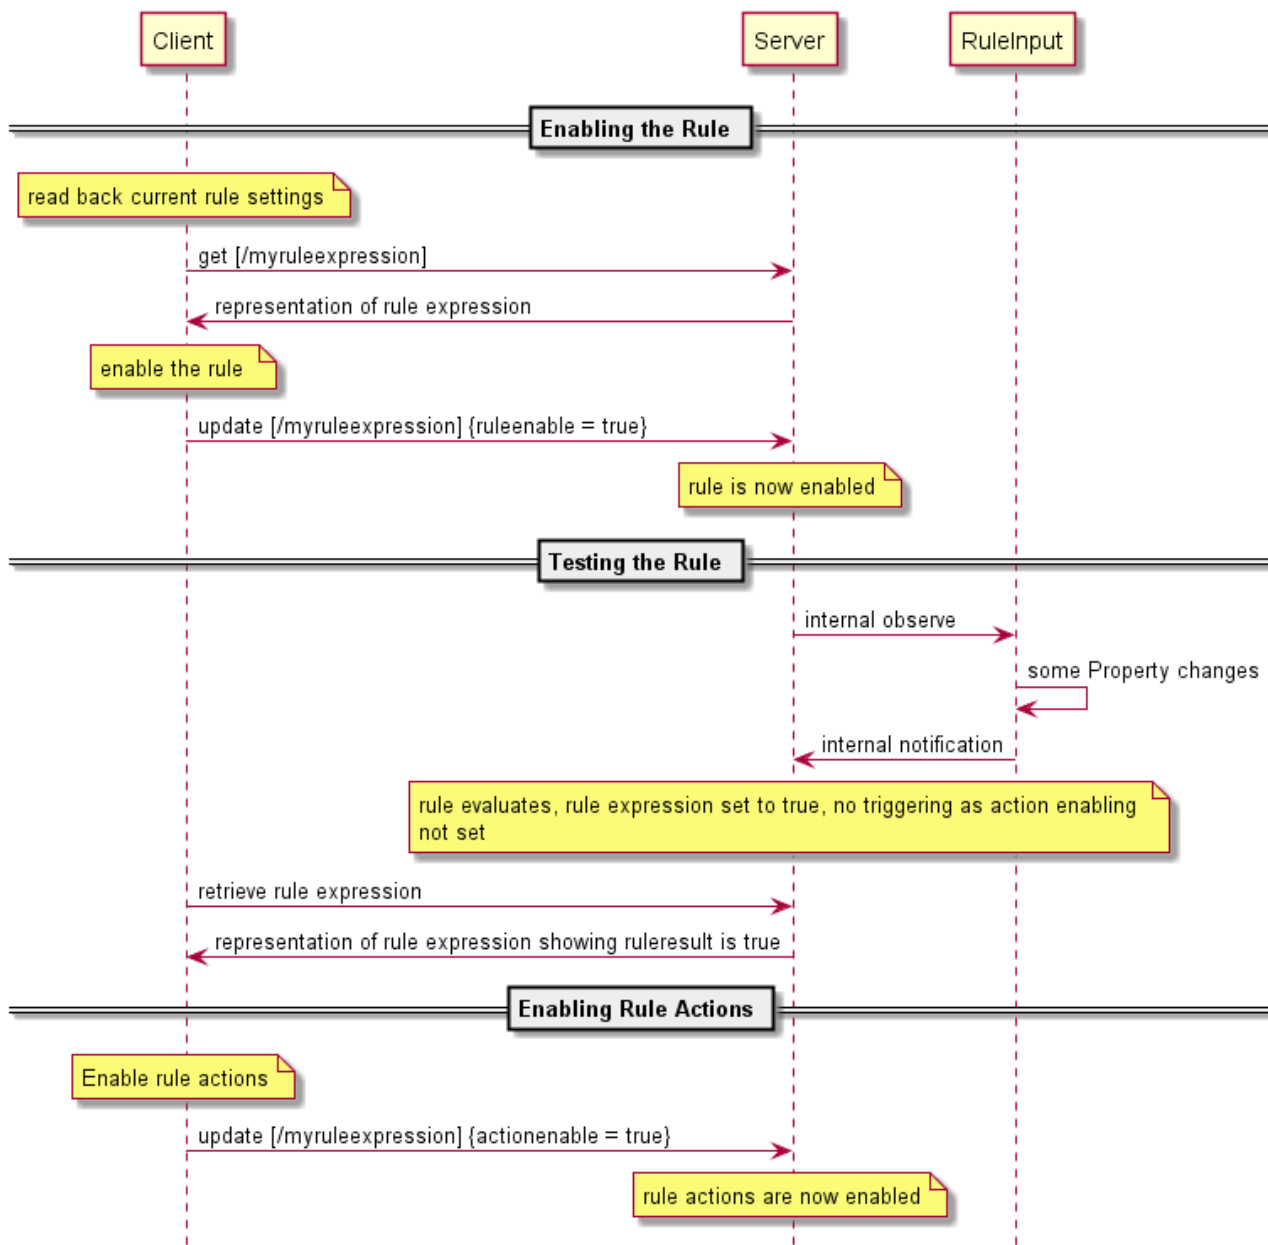 Client
Server
RuleInput
Enabling the Rule
read back current rule settings
get [/myruleexpression]
representation of rule expression
enable the rule
update [/myruleexpression] {ruleenable = true}
rule is now enabled
Testing the Rule
internal observe
some Property changes
internal notification
rule evaluates, rule expression set to true, no triggering as action enabling
not set
retrieve rule expression
representation of rule expression showing ruleresult is true
Enabling Rule Actions
Enable rule actions
update [/myruleexpression] {actionenable = true}
rule actions are now enabled